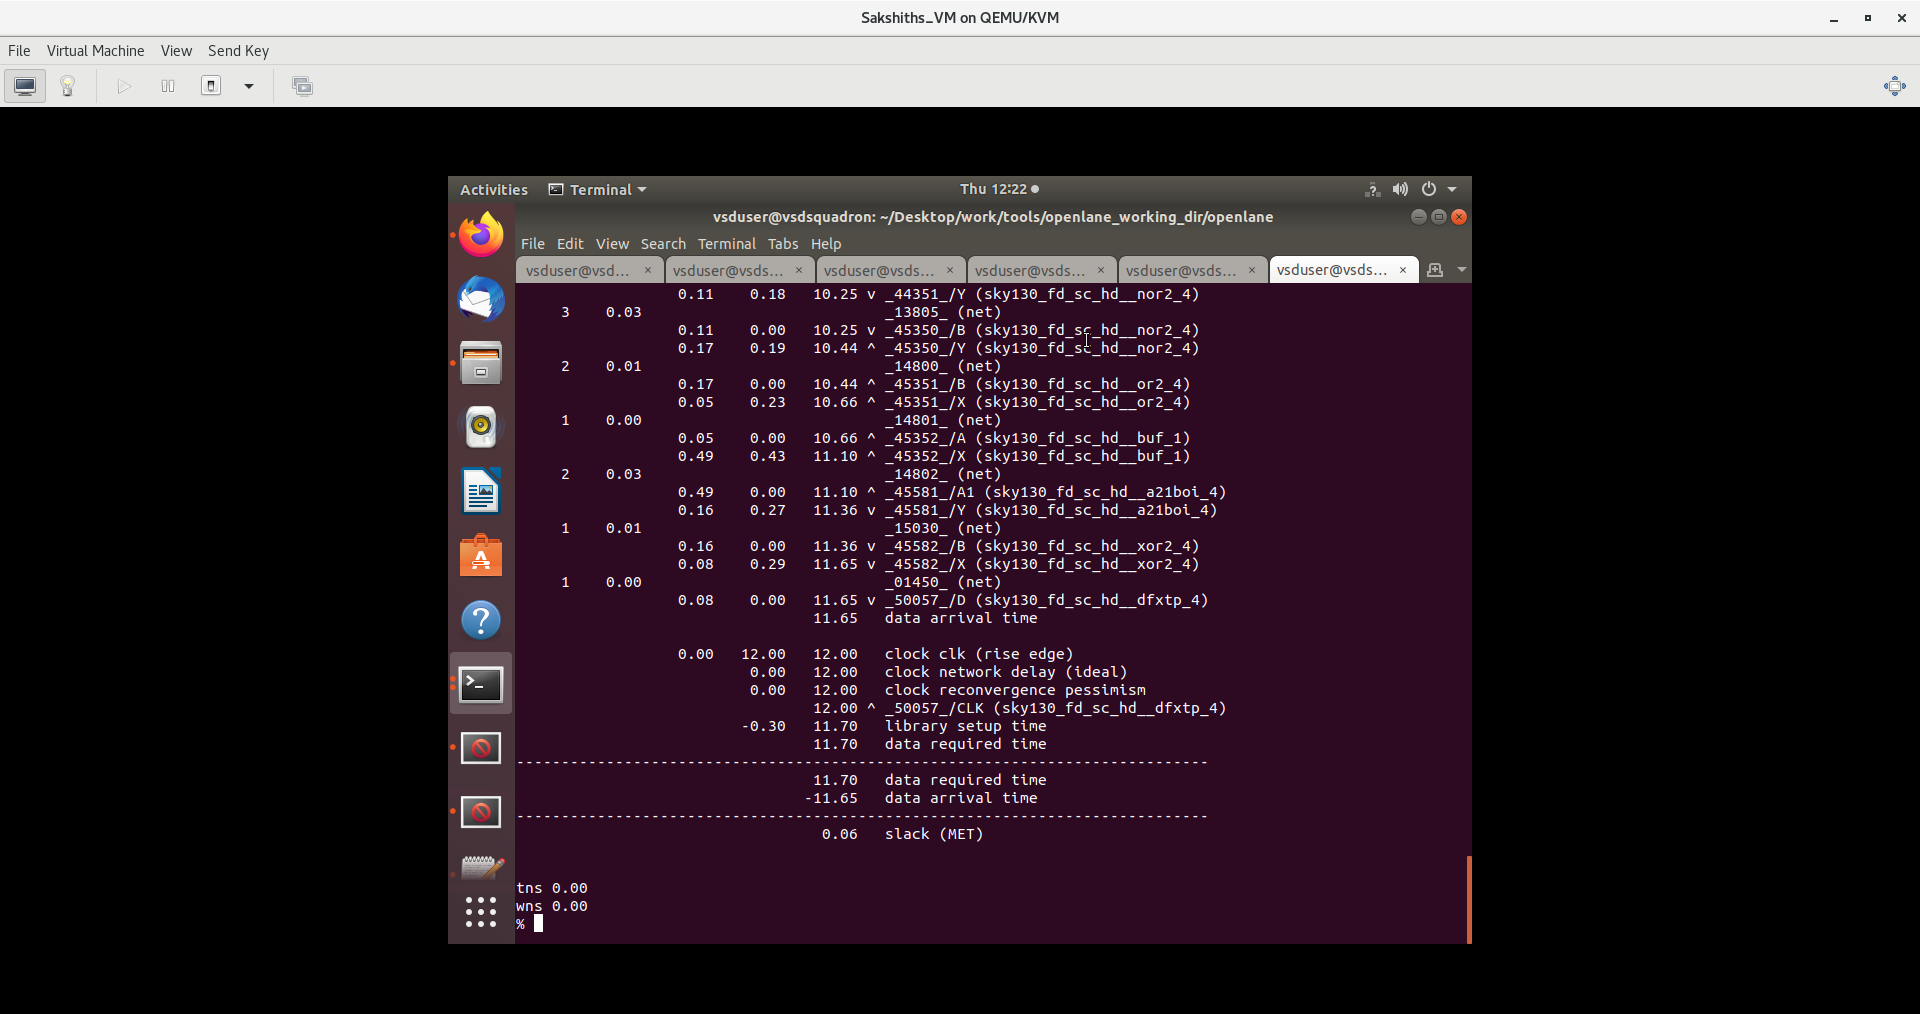 Sakshiths_VM on QEMU/KVM
File Virtual Machine View Send Key
Activities Terminal Thu 12:22
vsduser@vsdsquadron: ~/Desktop/work/tools/openlane_working_dir/openlane
File Edit View Search Terminal Tabs Help
vsduser@vsd... × vsduser@vsds... × vsduser@vsds... × vsduser@vsds... × vsduser@vsds... × vsduser@vsds... ×
0.11 0.18 10.25 v _44351_/Y (sky130_fd_sc_hd__nor2_4)
3 0.03 _13805_ (net)
0.11 0.00 10.25 v _45350_/B (sky130_fd_sc_hd__nor2_4)
0.17 0.19 10.44 ^ _45350_/Y (sky130_fd_sc_hd__nor2_4)
2 0.01 _14800_ (net)
0.17 0.00 10.44 ^ _45351_/B (sky130_fd_sc_hd__or2_4)
0.05 0.23 10.66 ^ _45351_/X (sky130_fd_sc_hd__or2_4)
1 0.00 _14801_ (net)
0.05 0.00 10.66 ^ _45352_/A (sky130_fd_sc_hd__buf_1)
0.49 0.43 11.10 ^ _45352_/X (sky130_fd_sc_hd__buf_1)
2 0.03 _14802_ (net)
0.49 0.00 11.10 ^ _45581_/A1 (sky130_fd_sc_hd__a21boi_4)
0.16 0.27 11.36 v _45581_/Y (sky130_fd_sc_hd__a21boi_4)
1 0.01 _15030_ (net)
0.16 0.00 11.36 v _45582_/B (sky130_fd_sc_hd__xor2_4)
0.08 0.29 11.65 v _45582_/X (sky130_fd_sc_hd__xor2_4)
1 0.00 _01450_ (net)
0.08 0.00 11.65 v _50057_/D (sky130_fd_sc_hd__dfxtp_4)
11.65 data arrival time
0.00 12.00 12.00 clock clk (rise edge)
0.00 12.00 clock network delay (ideal)
0.00 12.00 clock reconvergence pessimism
12.00 ^ _50057_/CLK (sky130_fd_sc_hd__dfxtp_4)
-0.30 11.70 library setup time
11.70 data required time
-----------------------------------------------------------------------------
11.70 data required time
-11.65 data arrival time
-----------------------------------------------------------------------------
0.06 slack (MET)
tns 0.00
wns 0.00
%